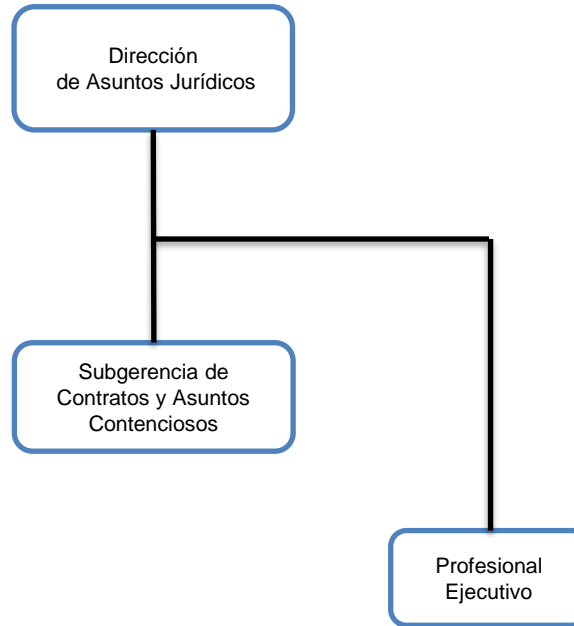 Dirección
de Asuntos Jurídicos
Subgerencia de
Contratos y Asuntos
Contenciosos
Profesional
Ejecutivo